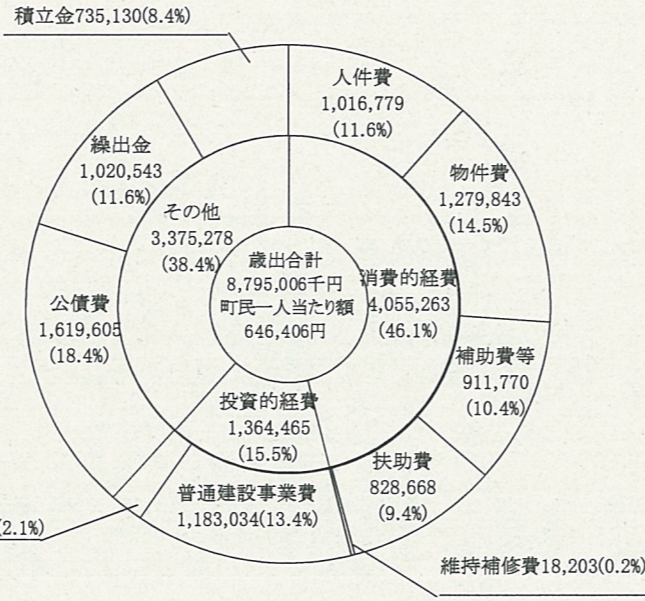 積立金735,130(8.4%)
人件費
1,016,779
(11.6%)
物件費
1,279,843
(14.5%)
補助費等
911,770
(10.4%)
扶助費
828,668
(9.4%)
維持補修費18,203(0.2%)
普通建設事業費
1,183,034(13.4%)
(2.1%)
公債費
1,619,605
(18.4%)
繰出金
1,020,543
(11.6%)
その他
3,375,278
(38.4%)
消費的経費
4,055,263
(46.1%)
投資的経費
1,364,465
(15.5%)
歳出合計
8,795,006千円
町民一人当たり額
646,406円